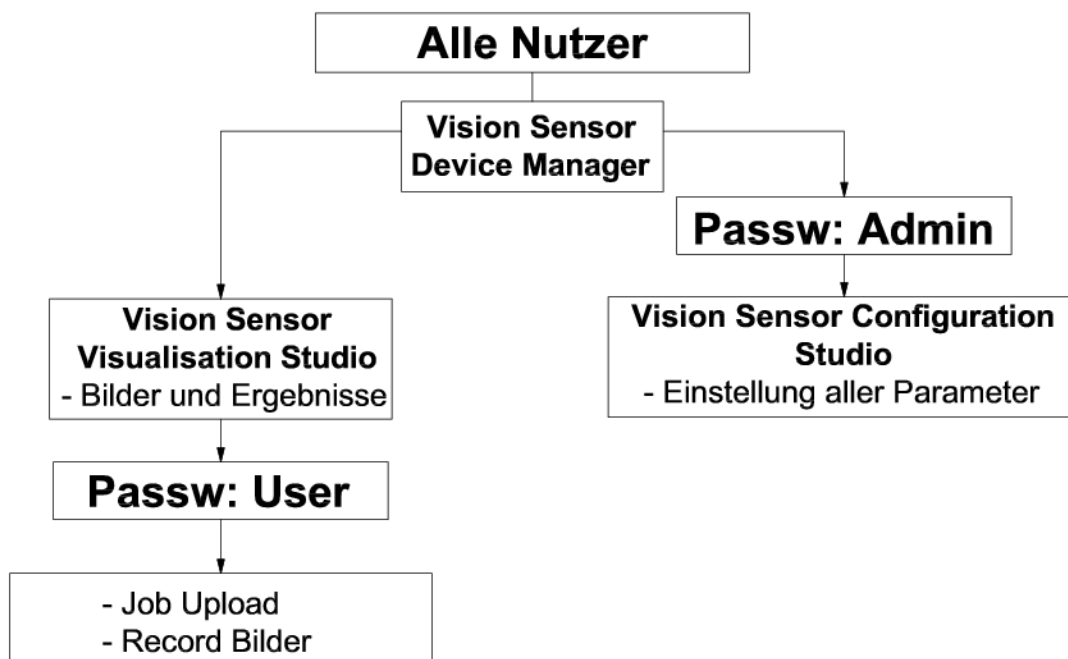 Alle Nutzer
Vision Sensor
Device Manager
Passw: Admin
Vision Sensor
Visualisation Studio
- Bilder und Ergebnisse
Vision Sensor Configuration
Studio
- Einstellung aller Parameter
Passw: User
- Job Upload
- Record Bilder